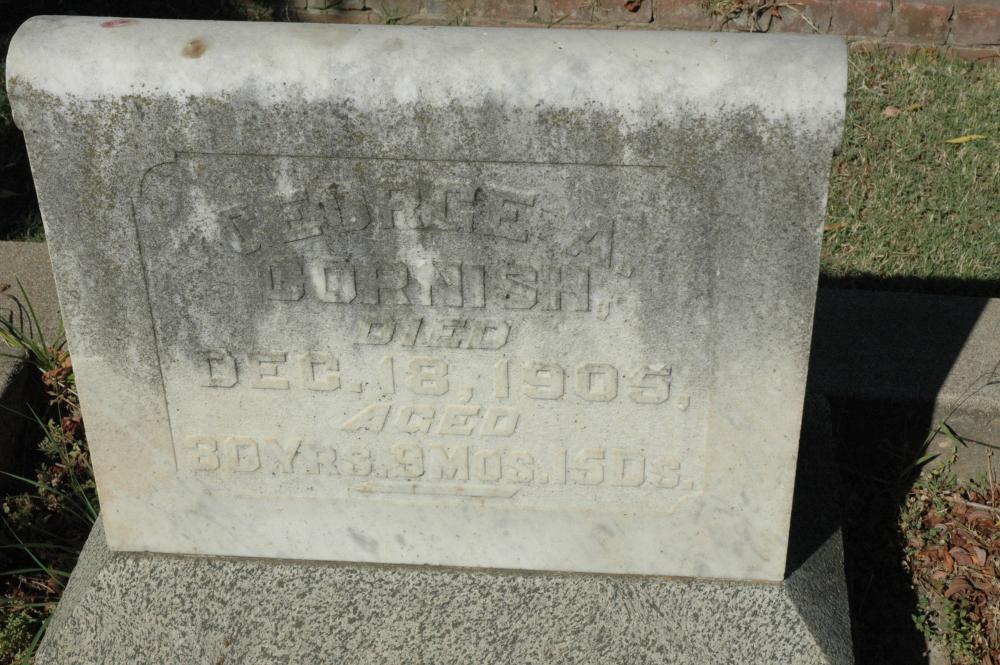 GEORGE A.
CORNISH,
DIED
DEC. 18, 1905,
AGED
30 YRS. 9 MOS. 15 DS.